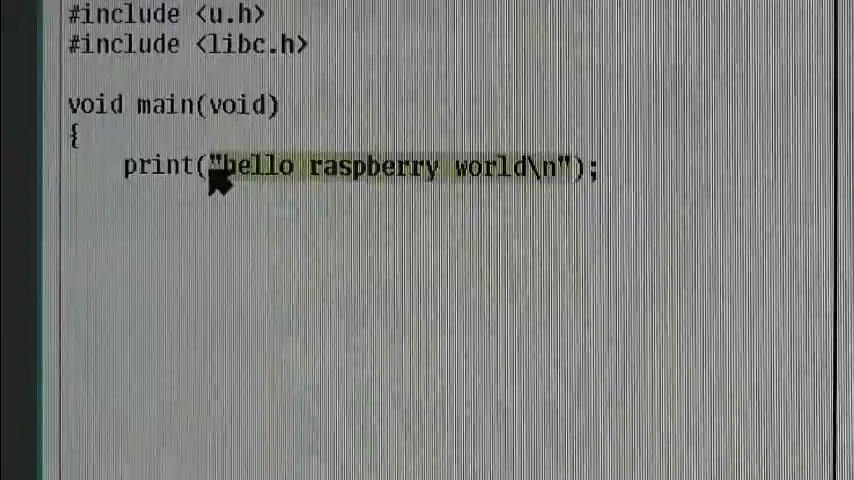 #include <u.h>
#include <libc.h>
void main(void)
{
print("hello raspberry world\n");